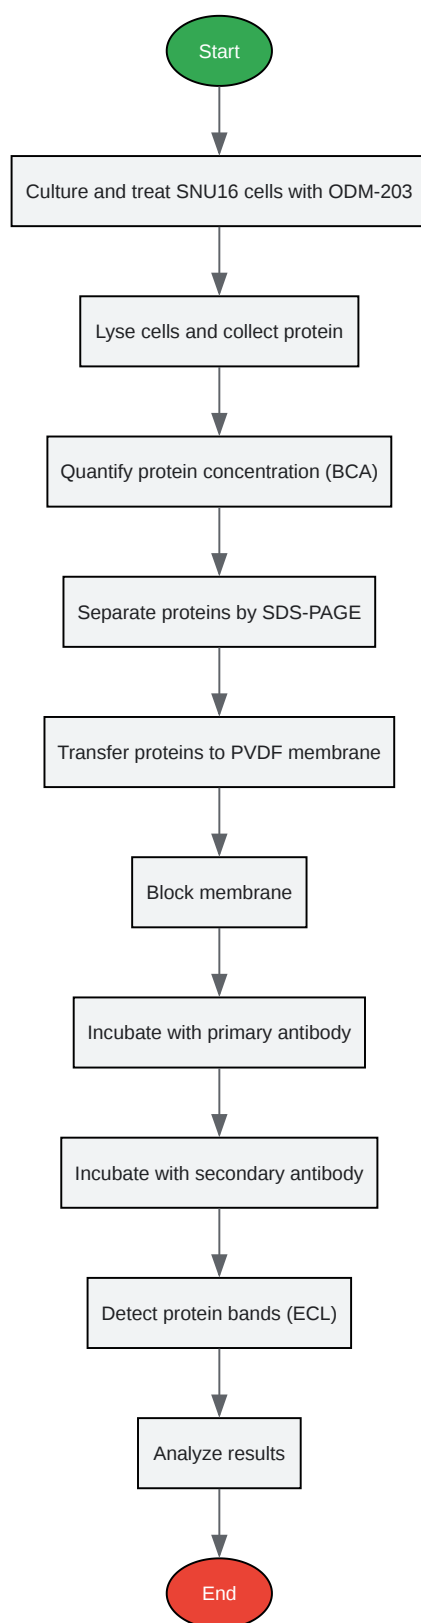 Start
Culture and treat SNU16 cells with ODM-203
Lyse cells and collect protein
Quantify protein concentration (BCA)
Separate proteins by SDS-PAGE
Transfer proteins to PVDF membrane
Block membrane
Incubate with primary antibody
Incubate with secondary antibody
Detect protein bands (ECL)
Analyze results
End